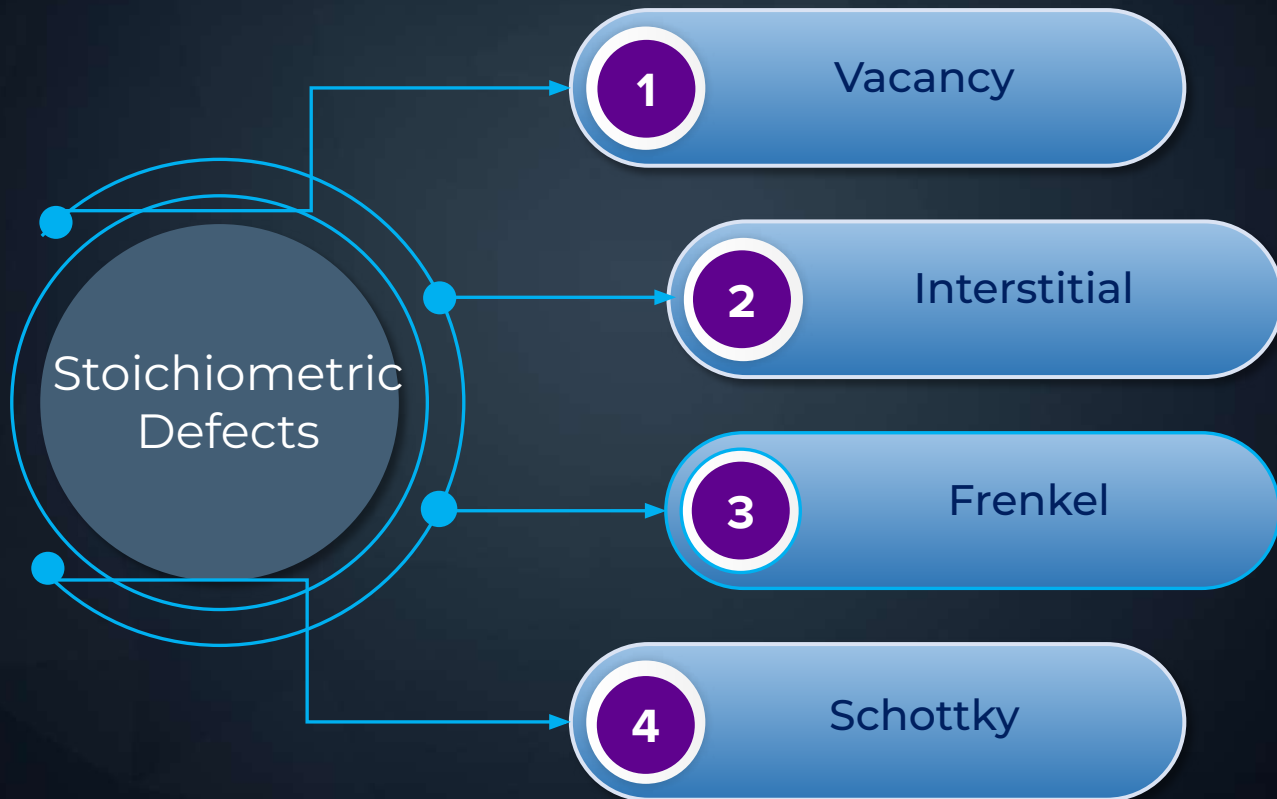 Stoichiometric
Defects
1
Vacancy
2
Interstitial
3
Frenkel
4
Schottky